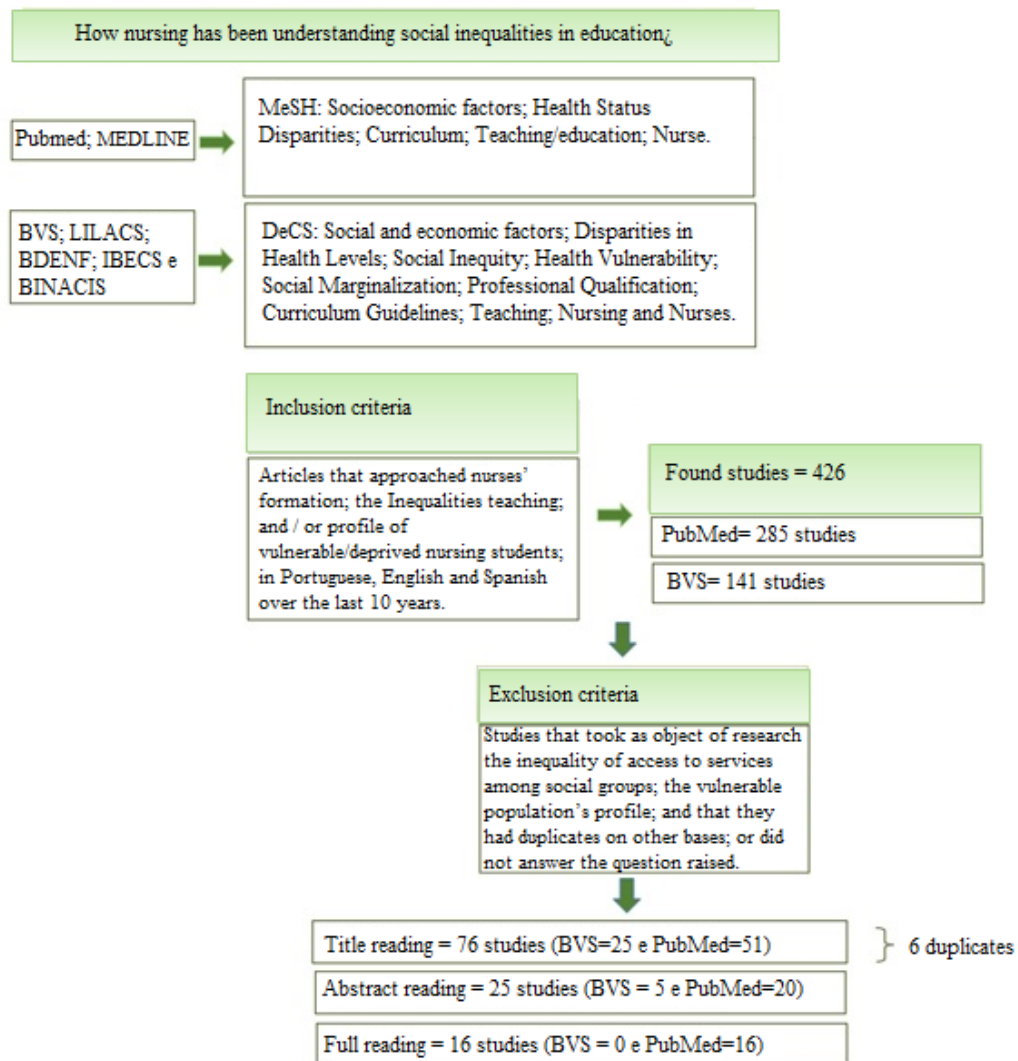 How nursing has been understanding social inequalities in education¿
Pubmed; MEDLINE
MeSH: Socioeconomic factors; Health Status
Disparities; Curriculum; Teaching/education; Nurse.
BVS; LILACS;
BDENF; IBECS e
BINACIS
DeCS: Social and economic factors; Disparities in
Health Levels; Social Inequity; Health Vulnerability;
Social Marginalization; Professional Qualification;
Curriculum Guidelines; Teaching; Nursing and Nurses.
Inclusion criteria
Articles that approached nurses’
formation; the Inequalities teaching;
and / or profile of
vulnerable/deprived nursing students;
in Portuguese, English and Spanish
over the last 10 years.
Found studies = 426
PubMed= 285 studies
BVS= 141 studies
Exclusion criteria
Studies that took as object of research
the inequality of access to services
among social groups; the vulnerable
population’s profile; and that they
had duplicates on other bases; or did
not answer the question raised.
Title reading = 76 studies (BVS=25 e PubMed=51)
6 duplicates
Abstract reading = 25 studies (BVS = 5 e PubMed=20)
Full reading = 16 studies (BVS = 0 e PubMed=16)